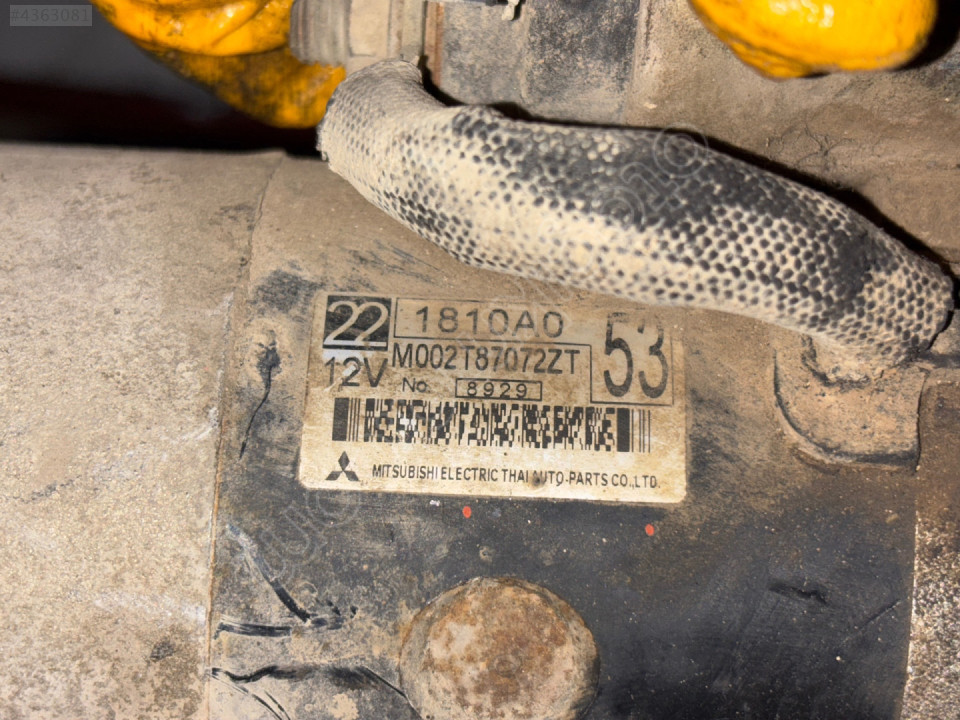 #4363081
22 1810A0 53
12V M002T87072ZT
No. 8929
MITSUBISHI ELECTRIC THAI AUTO-PARTS CO.,LTD.